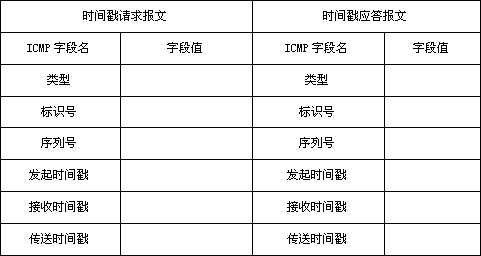 时间戳请求报文 时间戳应答报文
ICMP 字段名 字段值 ICMP 字段名 字段值
类型 类型
标识号 标识号
序列号 序列号
发起时间戳 发起时间戳
接收时间戳 接收时间戳
传送时间戳 传送时间戳